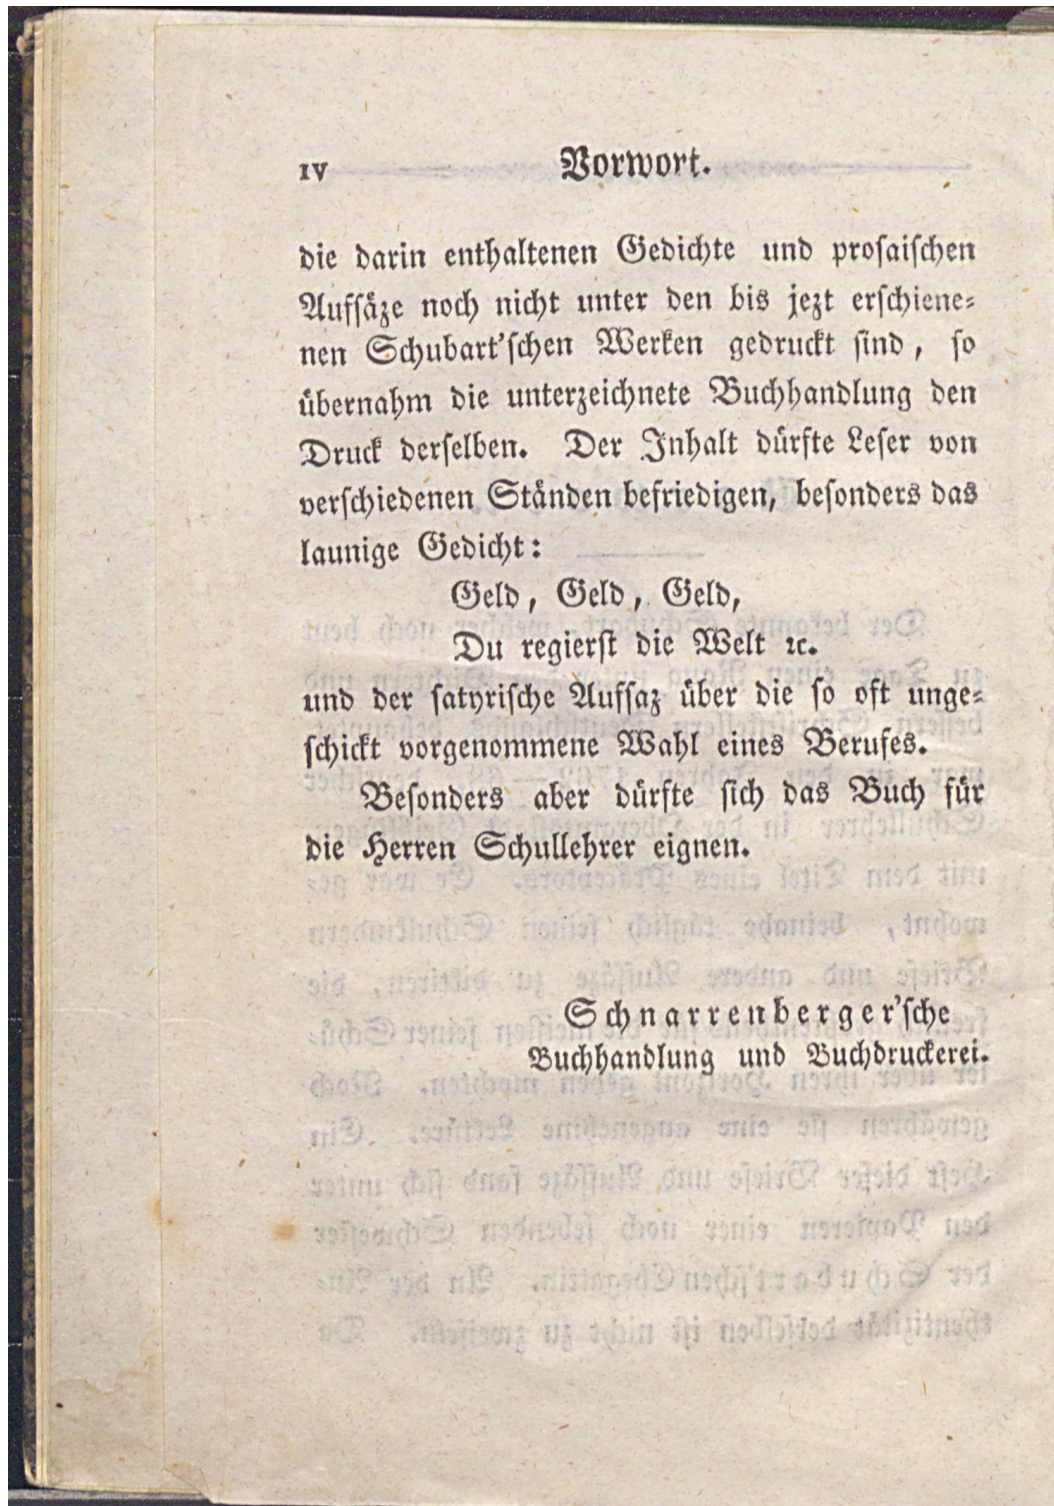 IV Vorwort.
die darin enthaltenen Gedichte und prosaischen
Aufsäze noch nicht unter den bis jezt erschiene-
nen Schubart'schen Werken gedruckt sind, so
übernahm die unterzeichnete Buchhandlung den
Druck derselben. Der Inhalt dürfte Leser von
verschiedenen Ständen befriedigen, besonders das
launige Gedicht:
Geld, Geld, Geld,
Du regierst die Welt ꝛc.
und der satyrische Aufsaz über die so oft unge-
schickt vorgenommene Wahl eines Berufes.
Besonders aber dürfte sich das Buch für
die Herren Schullehrer eignen.
Schnarrenberger'sche
Buchhandlung und Buchdruckerei.